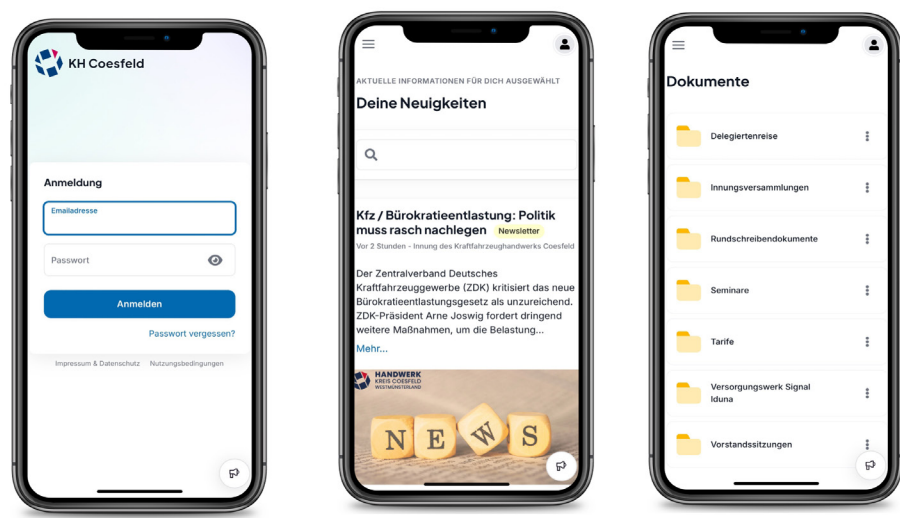 KH Coesfeld
Anmeldung
Emailadresse
Passwort
Anmelden
Passwort vergessen?
Impressum & Datenschutz Nutzungsbedingungen
AKTUELLE INFORMATIONEN FÜR DICH AUSGEWÄHLT
Deine Neuigkeiten
Kfz / Bürokratieentlastung: Politik
muss rasch nachlegen Newsletter
Vor 2 Stunden - Innung des Kraftfahrzeughandwerks Coesfeld
Der Zentralverband Deutsches
Kraftfahrzeuggewerbe (ZDK) kritisiert das neue
Bürokratieentlastungsgesetz als unzureichend.
ZDK-Präsident Arne Joswig fordert dringend
weitere Maßnahmen, um die Belastung...
Mehr...
HANDWERK
KREIS COESFELD
WESTMÜNSTERLAND
NEWS
Dokumente
Delegiertenreise
Innungsversammlungen
Rundschreibendokumente
Seminare
Tarife
Versorgungswerk Signal
Iduna
Vorstandssitzungen